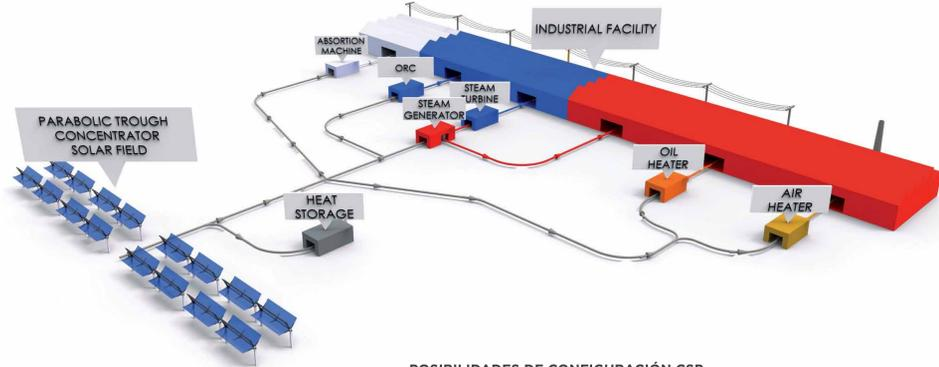 ABSORTION
MACHINE
ORC
STEAM
TURBINE
STEAM
GENERATOR
INDUSTRIAL FACILITY
PARABOLIC TROUGH
CONCENTRATOR
SOLAR FIELD
HEAT
STORAGE
OIL
HEATER
AIR
HEATER
POSIBILIDADES DE CONFIGURACIÓN CSP